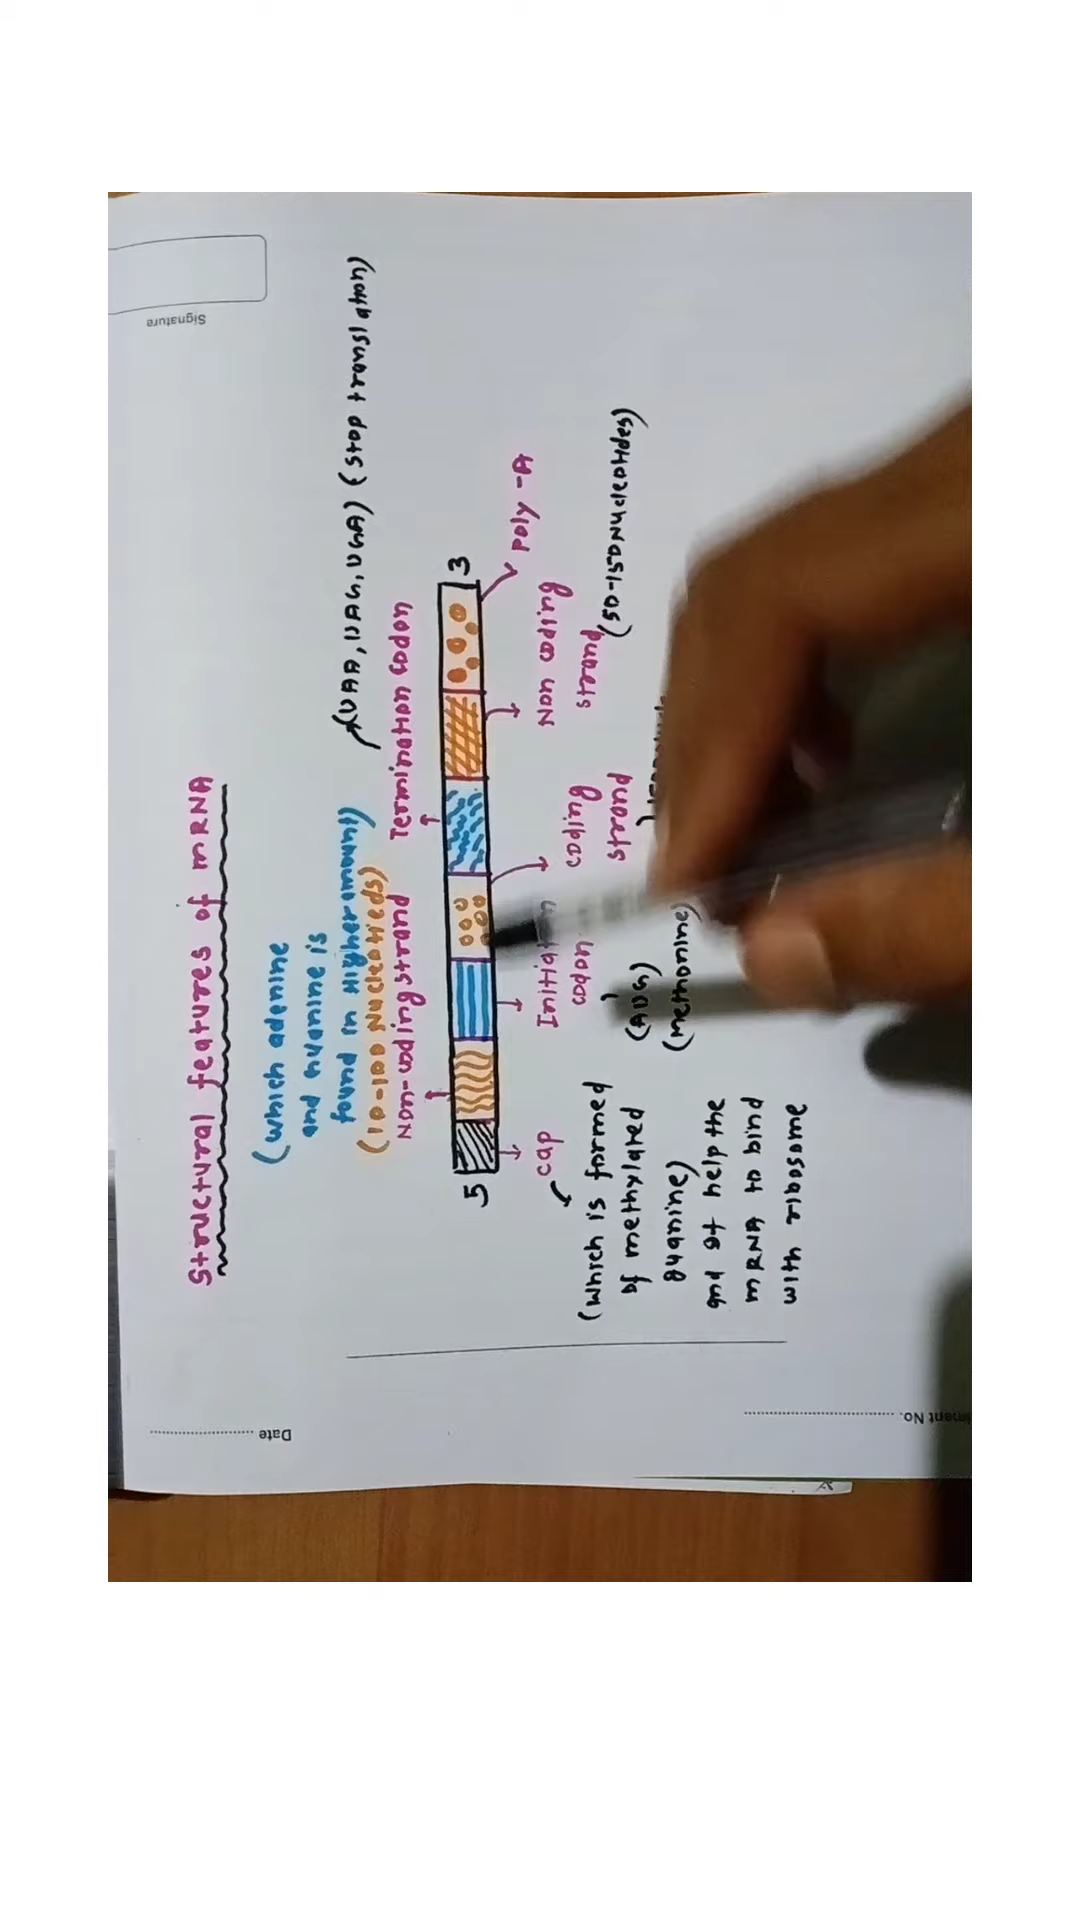 Structural features of mRNA
(which adenine
and Guanine is
found in Higher amount)
(10-100 Nucleotieds)
Non-coding strand
(UAA, UAG, UGA) (stop translation)
Termination codon
5
3
cap
(which is formed
of methylated
guanine)
and it help the
mRNA to bind
with ribosome
codon
(AUG)
(methonine)
coding
strand
Non coding
strand
(50-150 Nucleotides)
poly -A
Signature
Date
No.